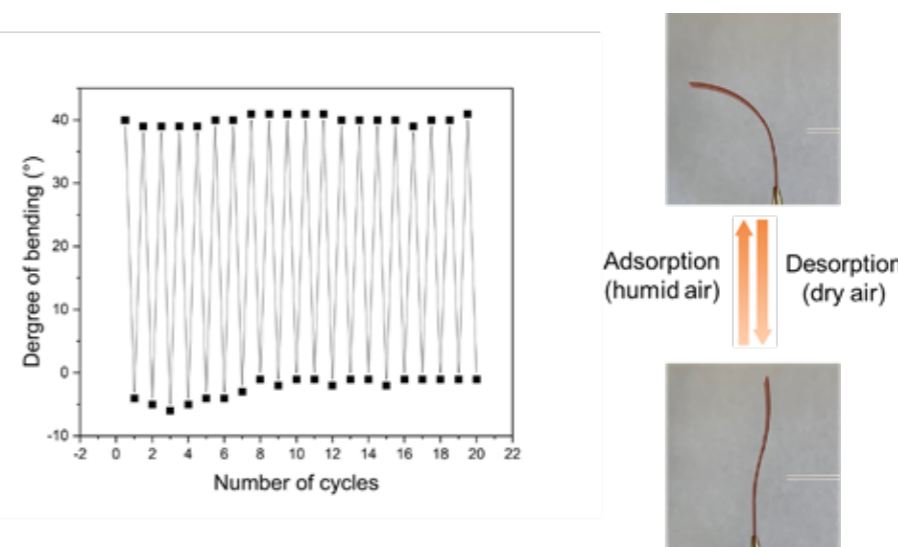 Dergree of bending (°)
40
30
20
10
0
-10
-2 0 2 4 6 8 10 12 14 16 18 20 22
Number of cycles
Adsorption
(humid air)
Desorption
(dry air)